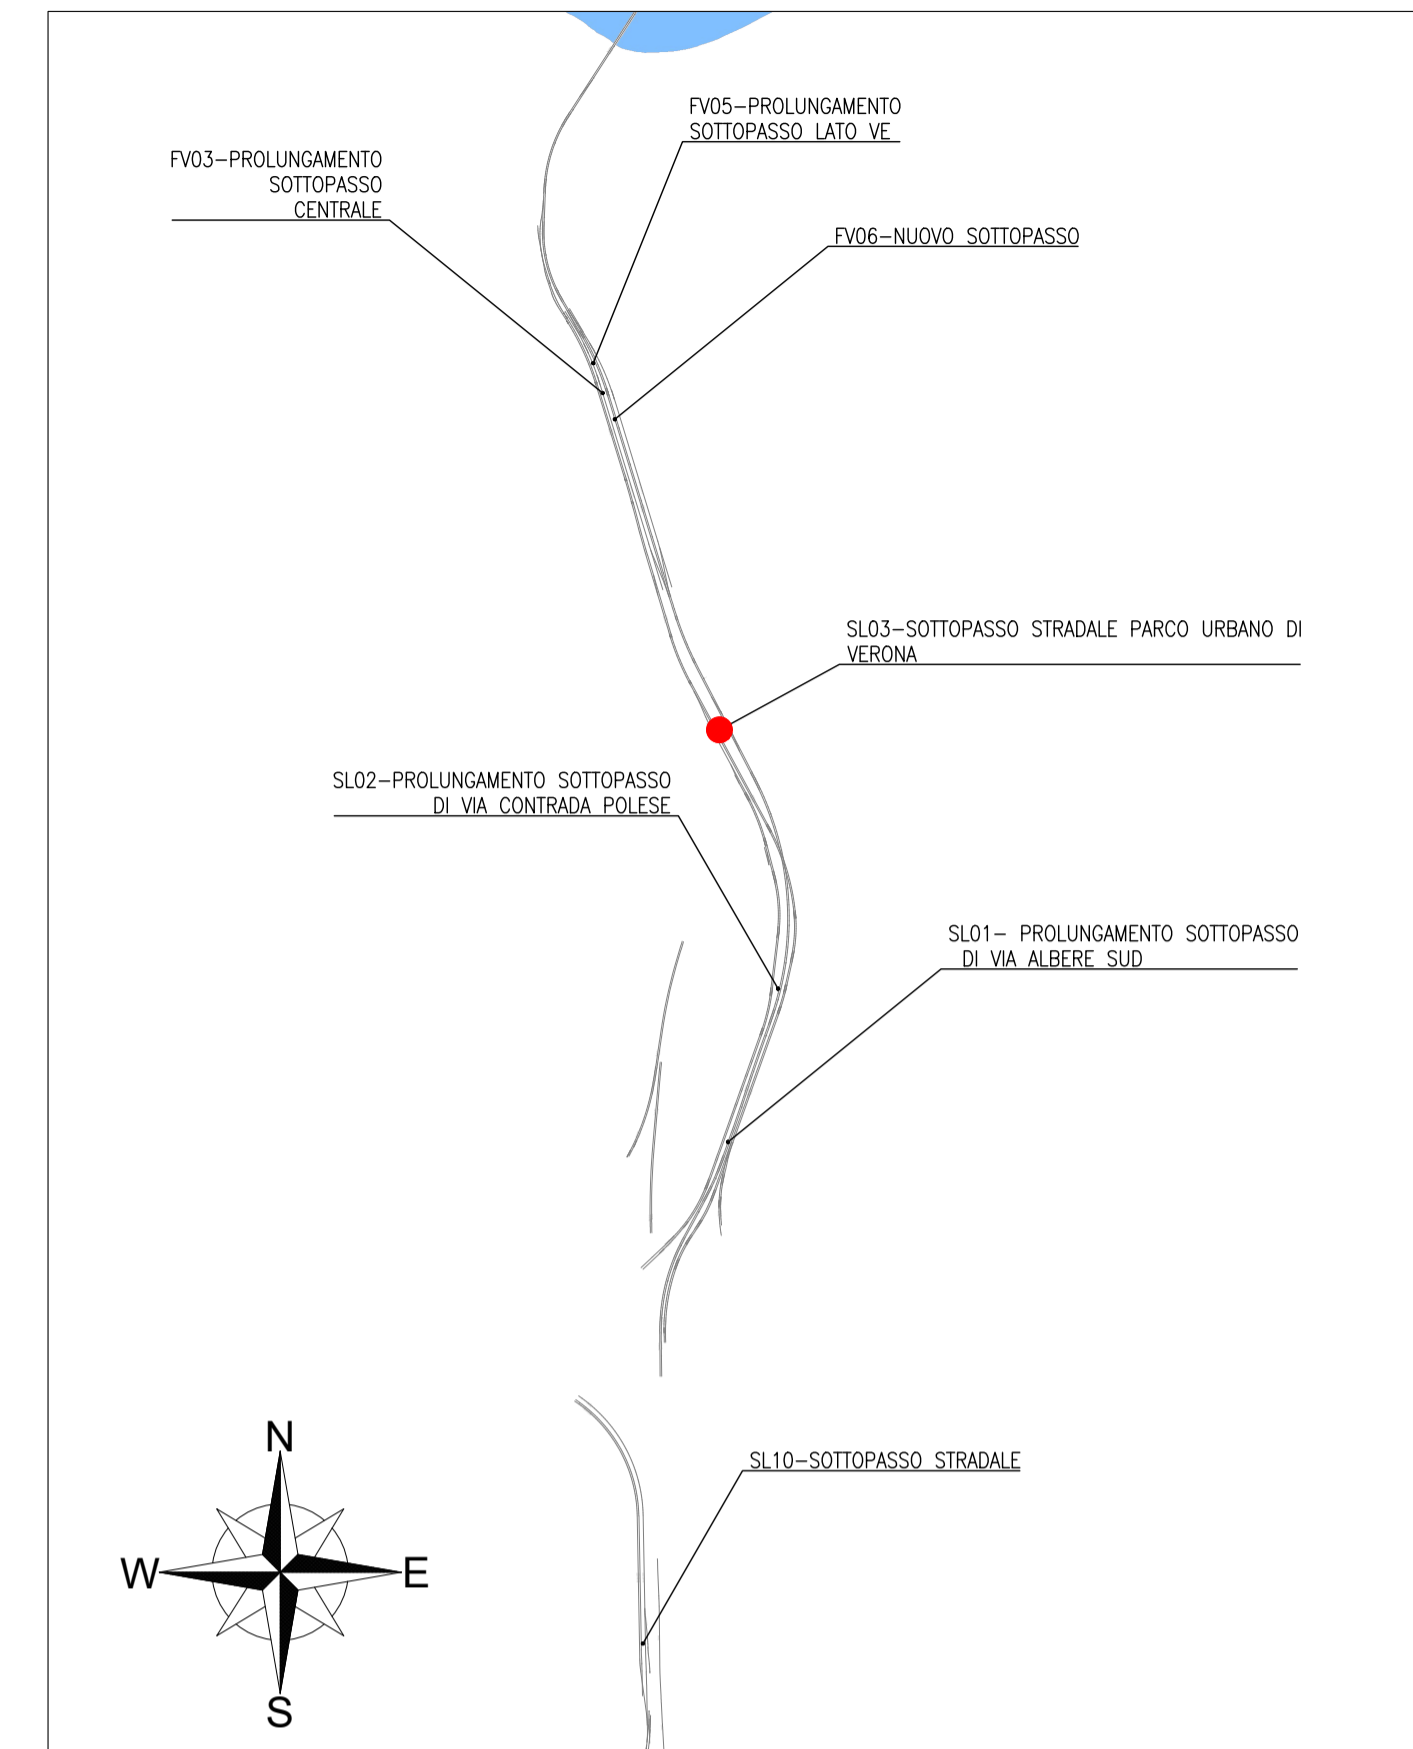 FV05-PROLUNGAMENTO
SOTTOPASSO LATO VE
FV03-PROLUNGAMENTO
SOTTOPASSO
CENTRALE
FV06-NUOVO SOTTOPASSO
SL03-SOTTOPASSO STRADALE PARCO URBANO DI
VERONA
SL02-PROLUNGAMENTO SOTTOPASSO
DI VIA CONTRADA POLESE
SL01- PROLUNGAMENTO SOTTOPASSO
DI VIA ALBERE SUD
SL10-SOTTOPASSO STRADALE
N
W
E
S